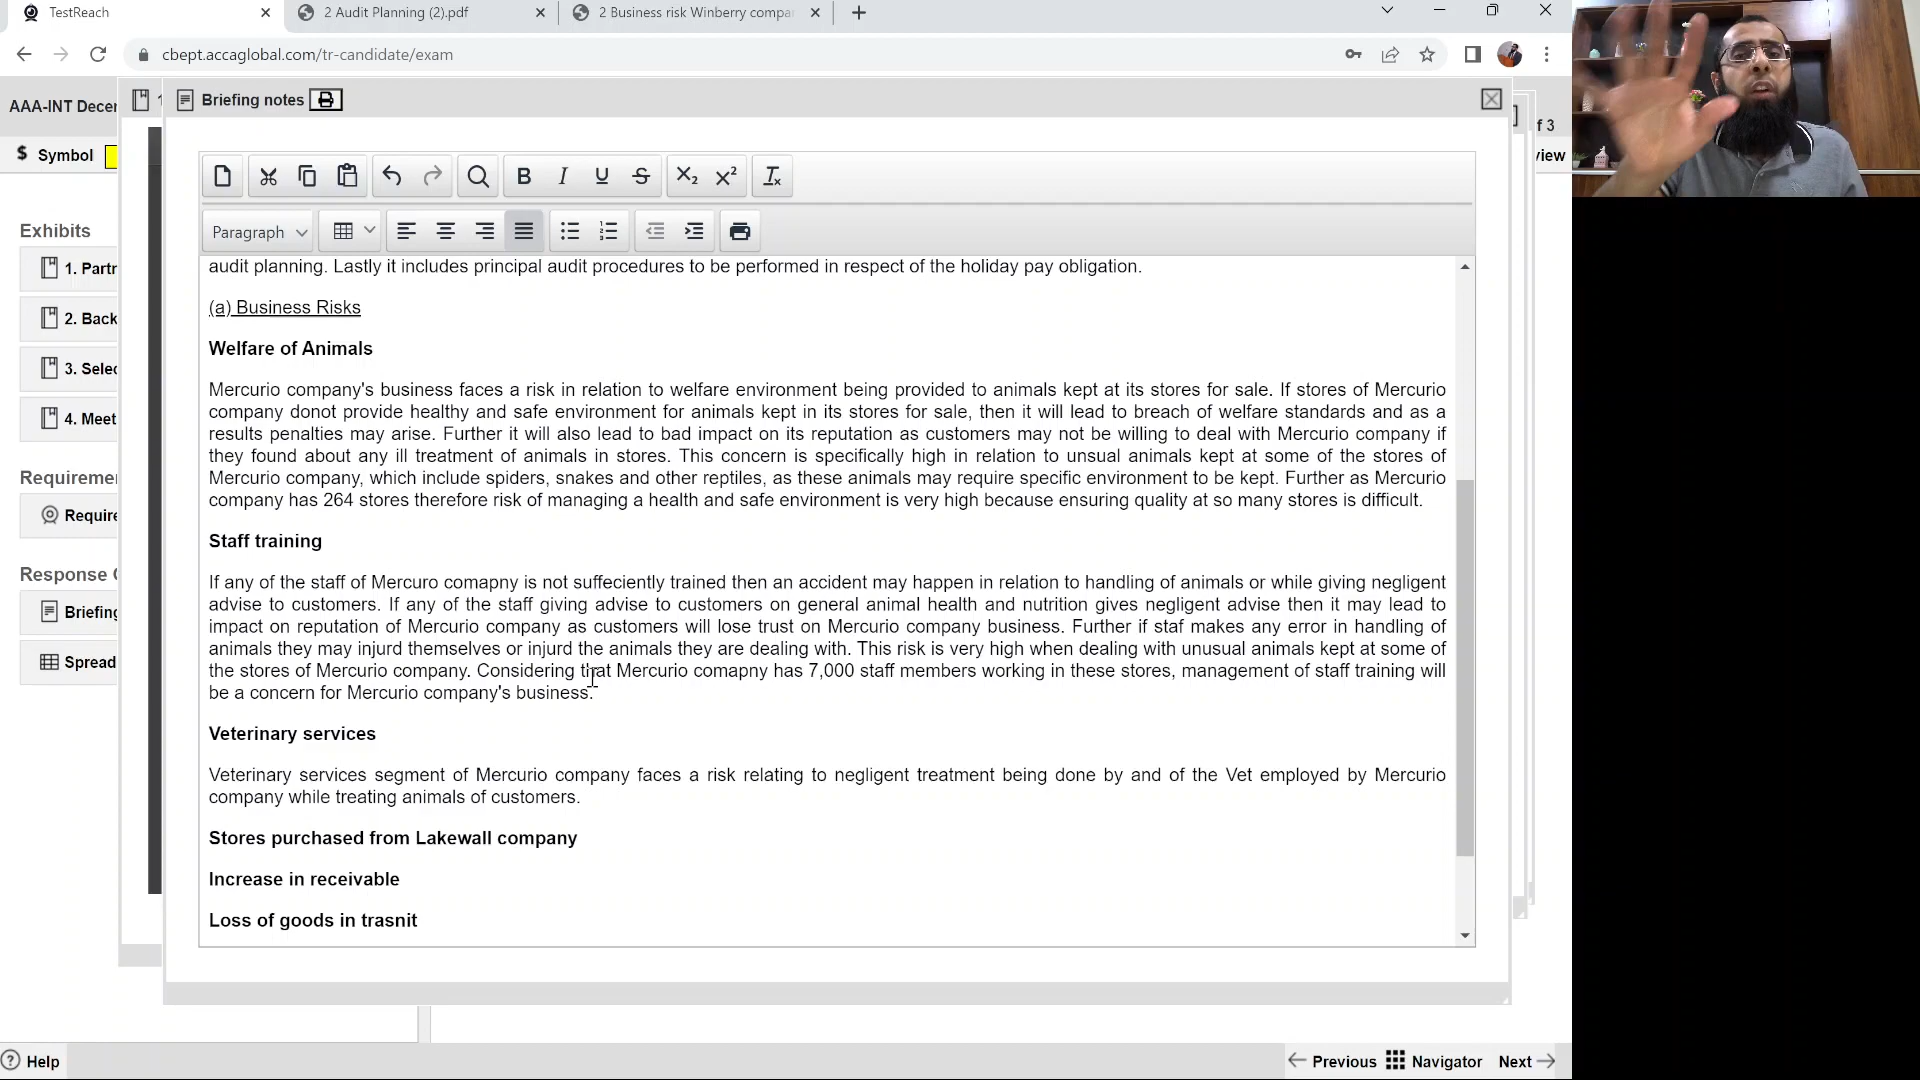 TestReach
2 Audit Planning (2).pdf
2 Business risk Winberry compa
cbept.accaglobal.com/tr-candidate/exam
AAA-INT Decer
1
Briefing notes
f 3
$ Symbol
view
Paragraph
Exhibits
1. Partr
2. Back
3. Selec
4. Meet
Requiremer
Require
Response
Briefing
Spread
audit planning. Lastly it includes principal audit procedures to be performed in respect of the holiday pay obligation.
(a) Business Risks
Welfare of Animals
Mercurio company's business faces a risk in relation to welfare environment being provided to animals kept at its stores for sale. If stores of Mercurio
company donot provide healthy and safe environment for animals kept in its stores for sale, then it will lead to breach of welfare standards and as a
results penalties may arise. Further it will also lead to bad impact on its reputation as customers may not be willing to deal with Mercurio company if
they found about any ill treatment of animals in stores. This concern is specifically high in relation to unsual animals kept at some of the stores of
Mercurio company, which include spiders, snakes and other reptiles, as these animals may require specific environment to be kept. Further as Mercurio
company has 264 stores therefore risk of managing a health and safe environment is very high because ensuring quality at so many stores is difficult.
Staff training
If any of the staff of Mercuro comapny is not suffeciently trained then an accident may happen in relation to handling of animals or while giving negligent
advise to customers. If any of the staff giving advise to customers on general animal health and nutrition gives negligent advise then it may lead to
impact on reputation of Mercurio company as customers will lose trust on Mercurio company business. Further if staf makes any error in handling of
animals they may injurd themselves or injurd the animals they are dealing with. This risk is very high when dealing with unusual animals kept at some of
the stores of Mercurio company. Considering that Mercurio comapny has 7,000 staff members working in these stores, management of staff training will
be a concern for Mercurio company's business.
Veterinary services
Veterinary services segment of Mercurio company faces a risk relating to negligent treatment being done by and of the Vet employed by Mercurio
company while treating animals of customers.
Stores purchased from Lakewall company
Increase in receivable
Loss of goods in trasnit
Help
Previous
Navigator
Next